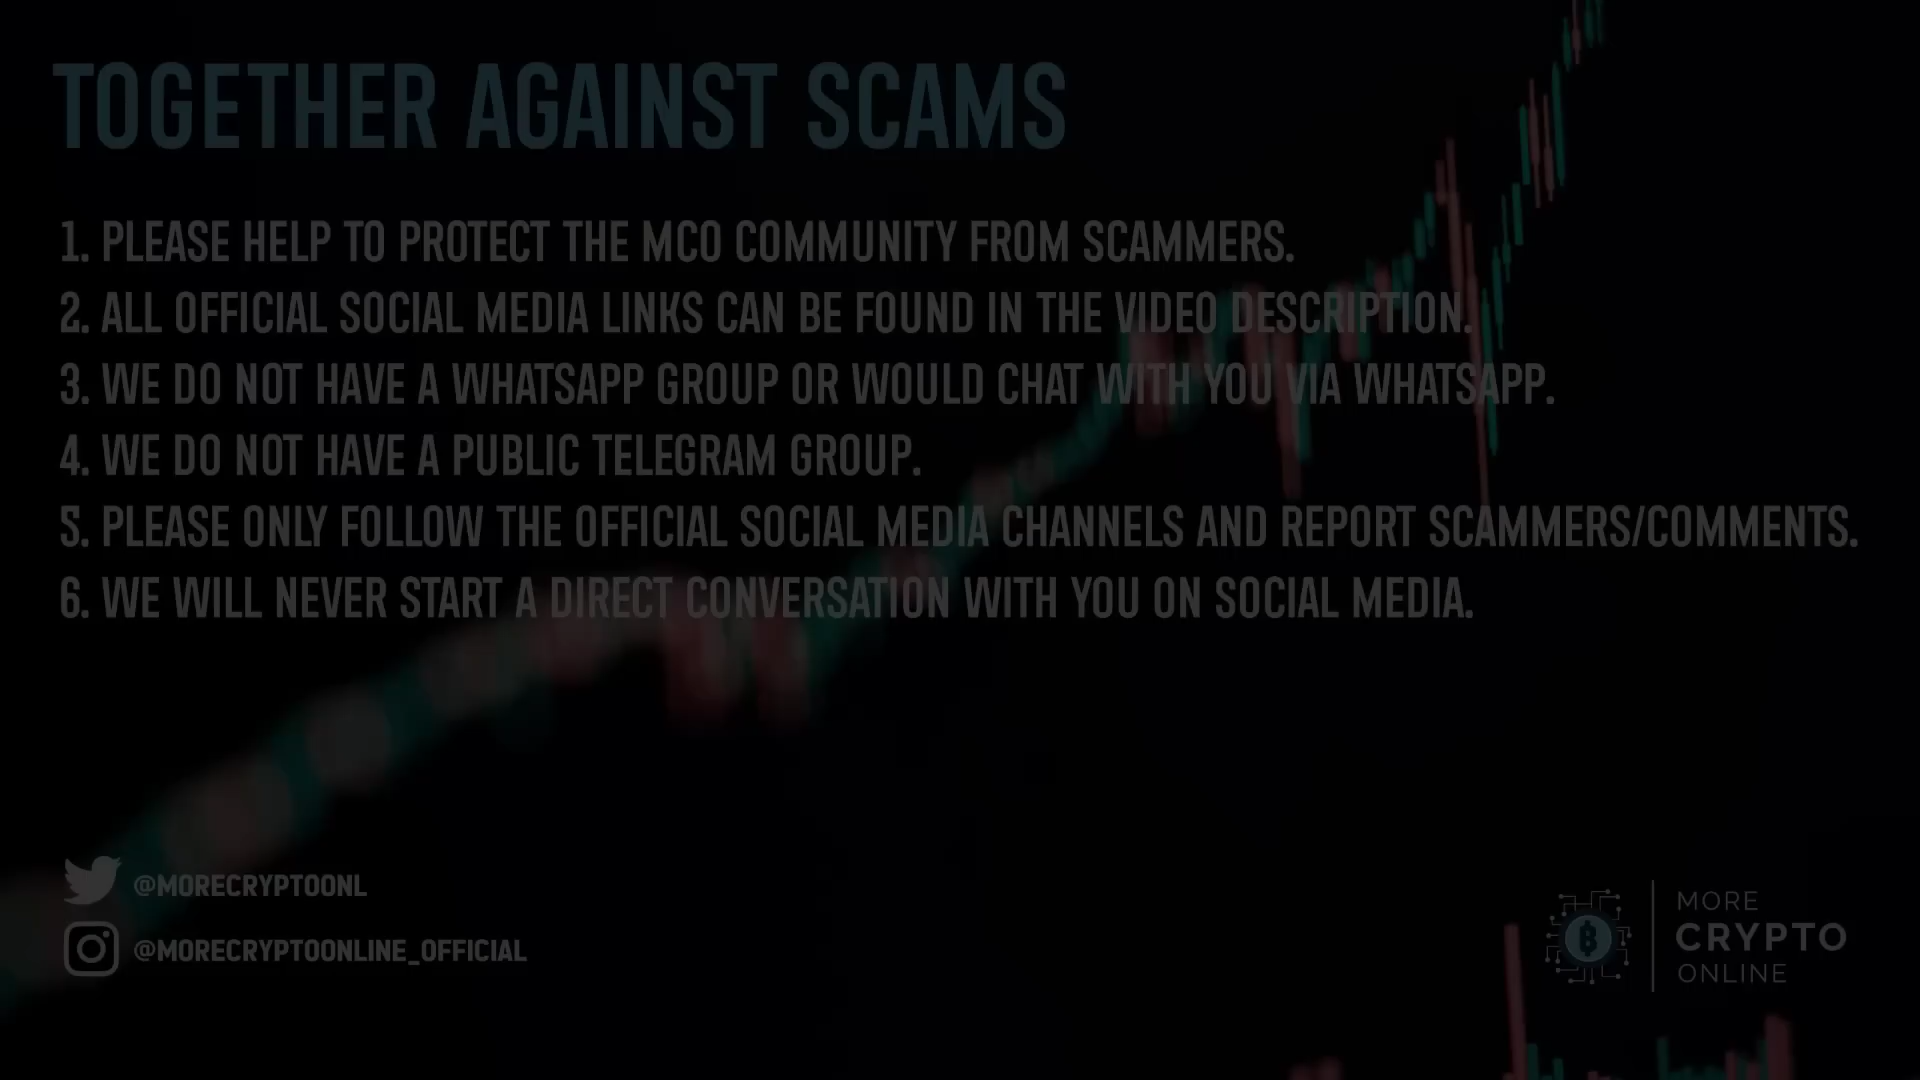 TOGETHER AGAINST SCAMS
1. PLEASE HELP TO PROTECT THE MCO COMMUNITY FROM SCAMMERS.
2. ALL OFFICIAL SOCIAL MEDIA LINKS CAN BE FOUND IN THE VIDEO DESCRIPTION.
3. WE DO NOT HAVE A WHATSAPP GROUP OR WOULD CHAT WITH YOU VIA WHATSAPP.
4. WE DO NOT HAVE A PUBLIC TELEGRAM GROUP.
5. PLEASE ONLY FOLLOW THE OFFICIAL SOCIAL MEDIA CHANNELS AND REPORT SCAMMERS/COMMENTS.
6. WE WILL NEVER START A DIRECT CONVERSATION WITH YOU ON SOCIAL MEDIA.
@MORECRYPTOONL
@MORECRYPTOONLINE_OFFICIAL
MORE
CRYPTO
ONLINE